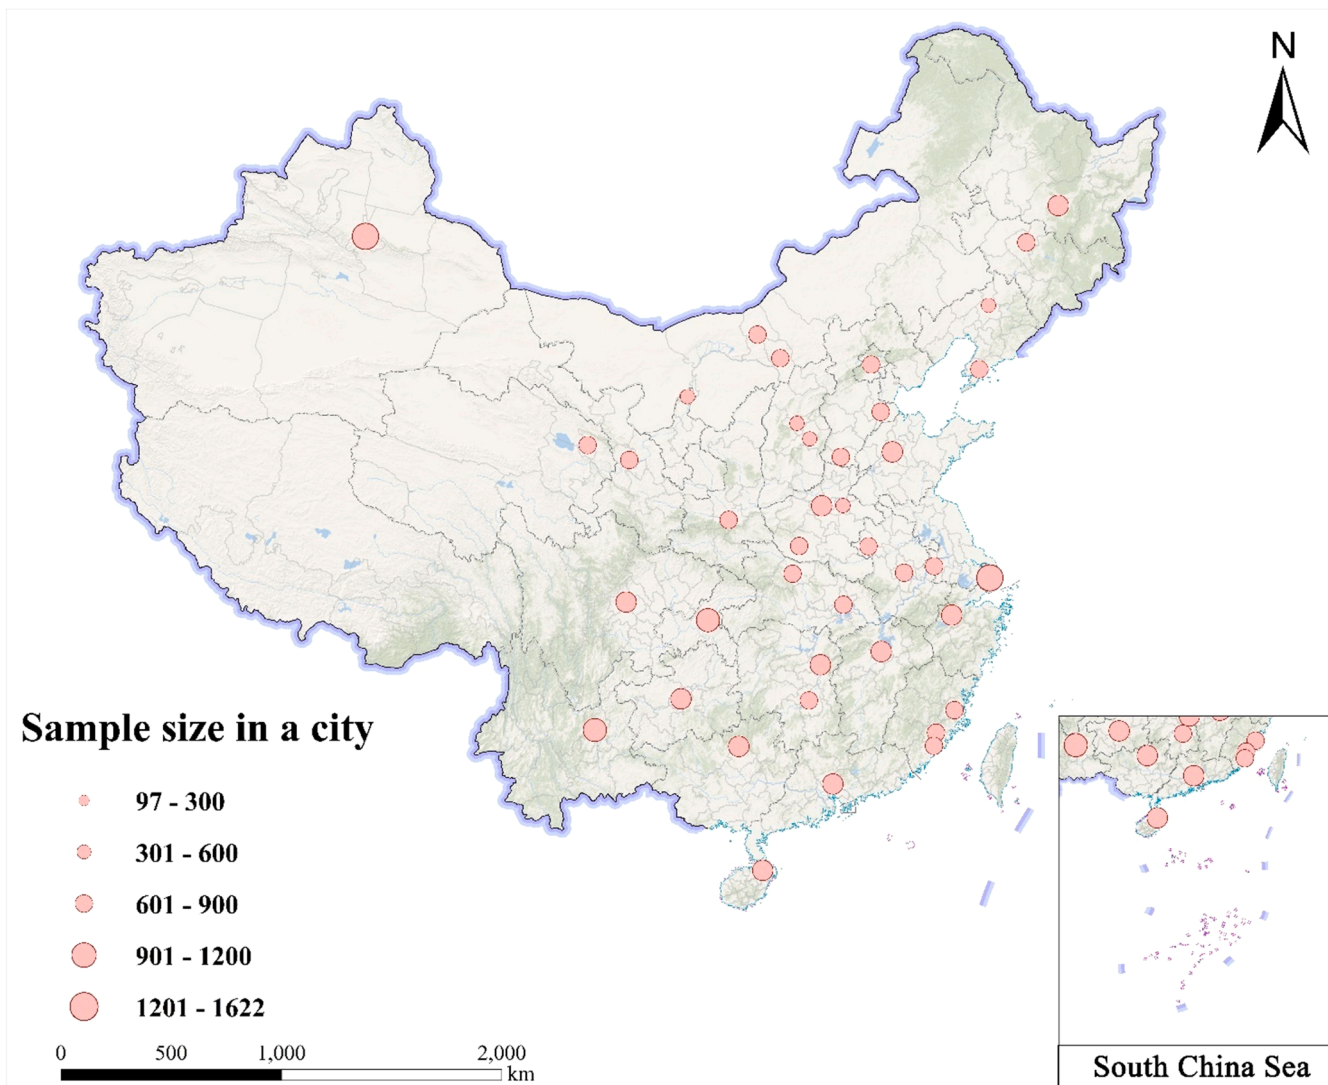 N
Sample size in a city
97 - 300
301 - 600
601 - 900
901 - 1200
1201 - 1622
0 500 1,000 2,000
km
South China Sea